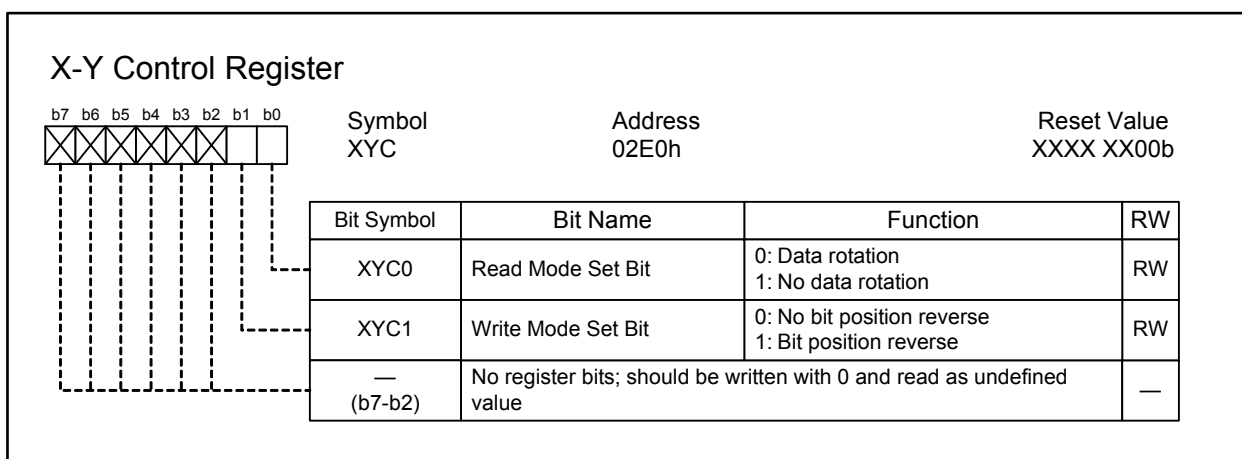 X-Y Control Register
b7 b6 b5 b4 b3 b2 b1 b0
Symbol Address Reset Value
XYC 02E0h XXXX XX00b
Bit Symbol Bit Name Function RW
XYC0 Read Mode Set Bit 0: Data rotation RW
1: No data rotation
XYC1 Write Mode Set Bit 0: No bit position reverse RW
1: Bit position reverse
— No register bits; should be written with 0 and read as undefined —
(b7-b2) value